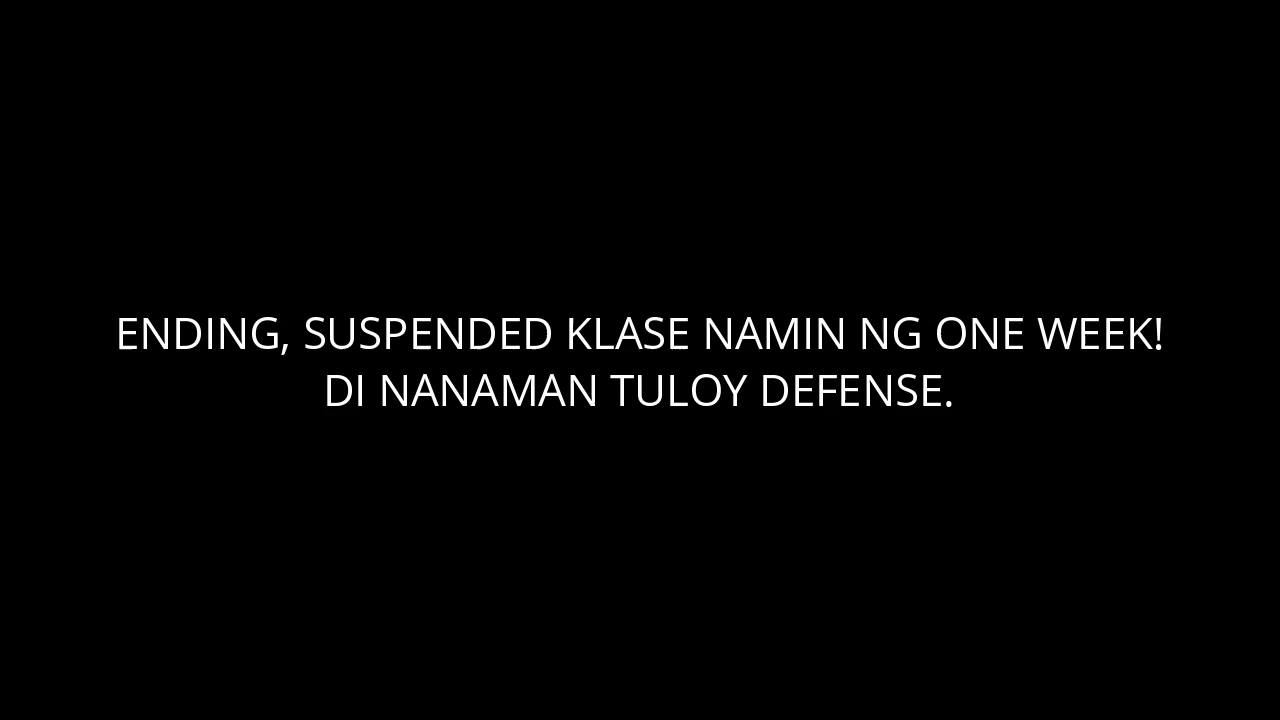 ENDING, SUSPENDED KLASE NAMIN NG ONE WEEK!
DI NANAMAN TULOY DEFENSE.